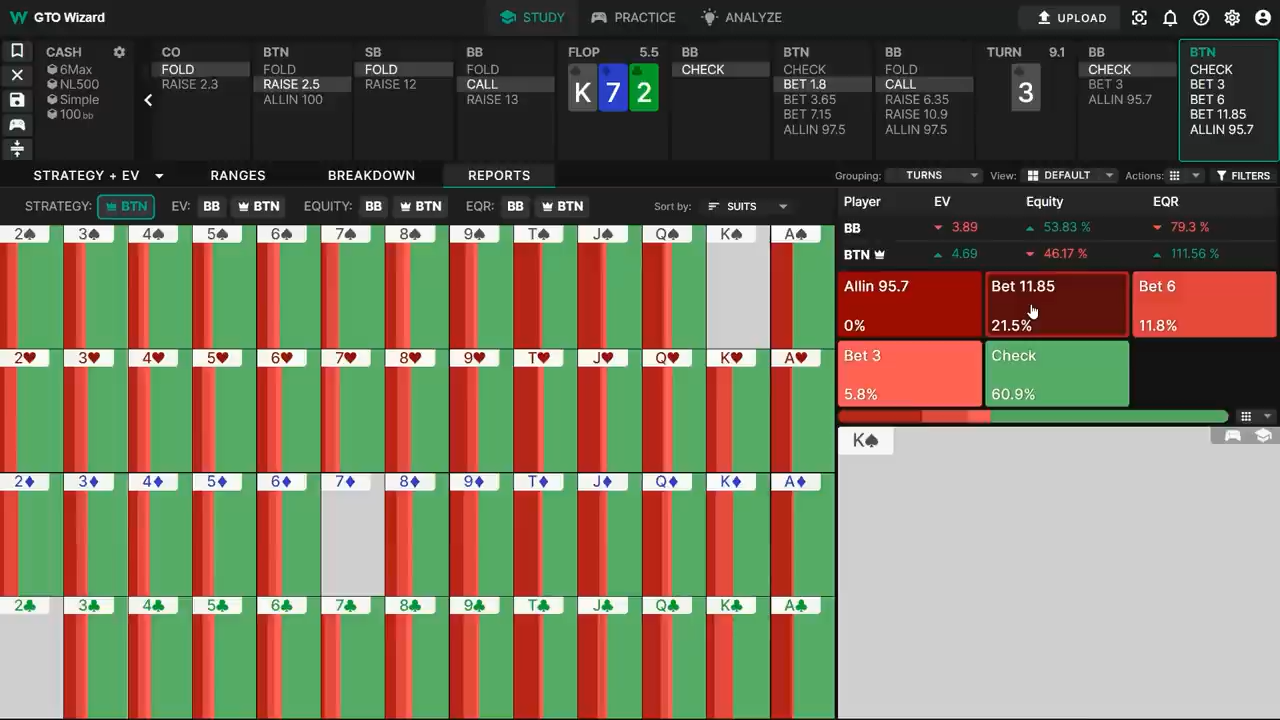 GTO Wizard
STUDY
PRACTICE
ANALYZE
UPLOAD
CASH
6Max
NL500
Simple
100 bb
CO
FOLD
RAISE 2.3
BTN
FOLD
RAISE 2.5
ALLIN 100
SB
FOLD
RAISE 12
BB
FOLD
CALL
RAISE 13
FLOP 5.5
K 7 2
BB
CHECK
BTN
CHECK
BET 1.8
BET 3.65
BET 7.15
ALLIN 97.5
BB
FOLD
CALL
RAISE 6.35
RAISE 10.9
ALLIN 97.5
TURN 9.1
3
BB
CHECK
BET 3
ALLIN 95.7
BTN
CHECK
BET 3
BET 6
BET 11.85
ALLIN 95.7
STRATEGY + EV
RANGES
BREAKDOWN
REPORTS
Grouping: TURNS
View: DEFAULT
Actions:
FILTERS
STRATEGY: BTN EV: BB BTN EQUITY: BB BTN EQR: BB BTN Sort by: SUITS
2♠ 3♠ 4♠ 5♠ 6♠ 7♠ 8♠ 9♠ T♠ J♠ Q♠ K♠ A♠
2♥ 3♥ 4♥ 5♥ 6♥ 7♥ 8♥ 9♥ T♥ J♥ Q♥ K♥ A♥
2♦ 3♦ 4♦ 5♦ 6♦ 7♦ 8♦ 9♦ T♦ J♦ Q♦ K♦ A♦
2♣ 3♣ 4♣ 5♣ 6♣ 7♣ 8♣ 9♣ T♣ J♣ Q♣ K♣ A♣
Player EV Equity EQR
BB 3.89 53.83 % 79.3 %
BTN 4.69 46.17 % 111.56 %
Allin 95.7
0%
Bet 11.85
21.5%
Bet 6
11.8%
Bet 3
5.8%
Check
60.9%
K♠